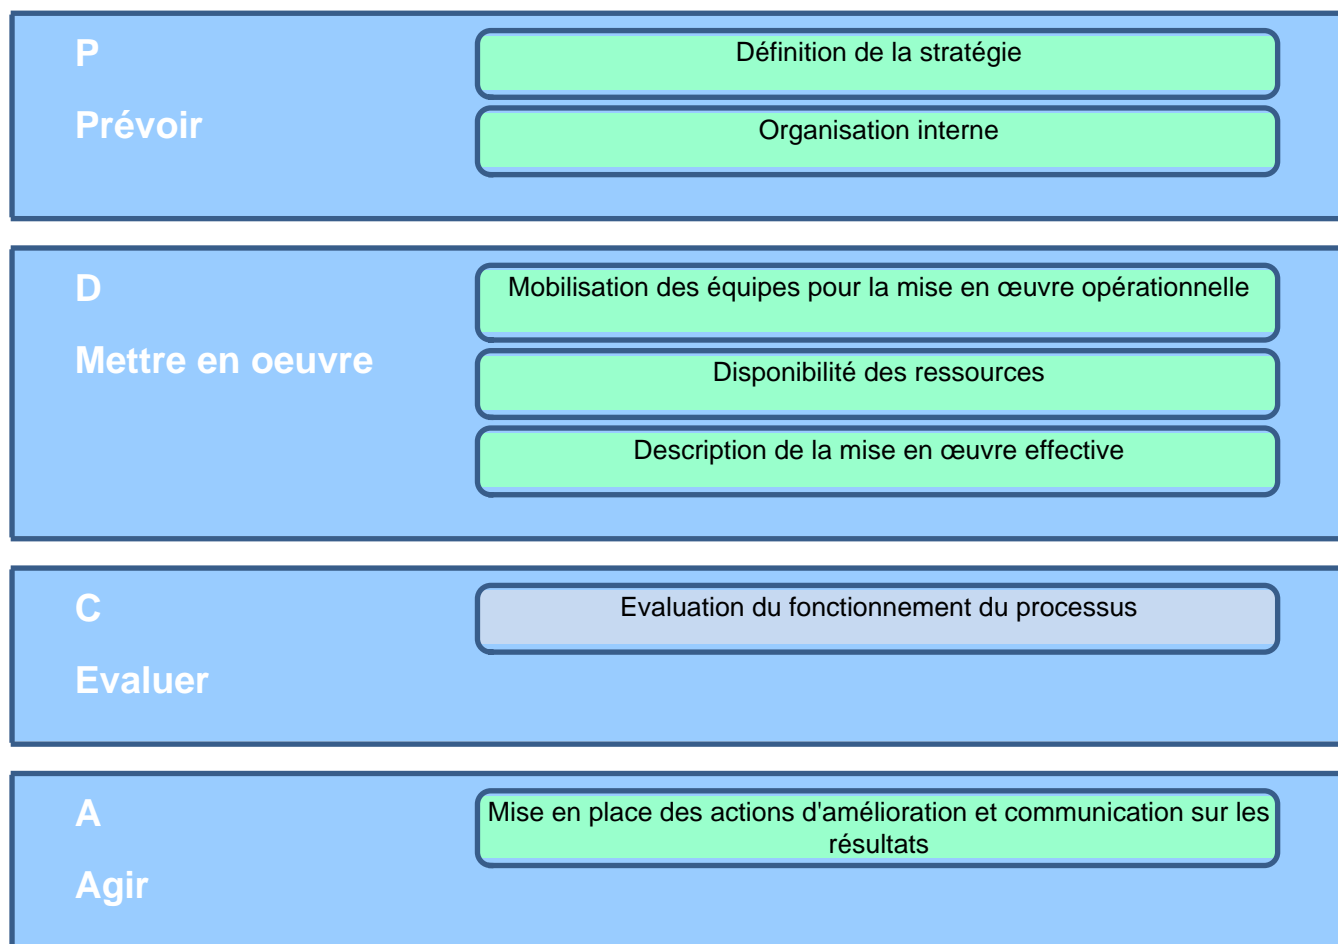 P
Prévoir
Définition de la stratégie
Organisation interne
D
Mettre en oeuvre
Mobilisation des équipes pour la mise en œuvre opérationnelle
Disponibilité des ressources
Description de la mise en œuvre effective
C
Evaluer
Evaluation du fonctionnement du processus
A
Agir
Mise en place des actions d'amélioration et communication sur les
résultats